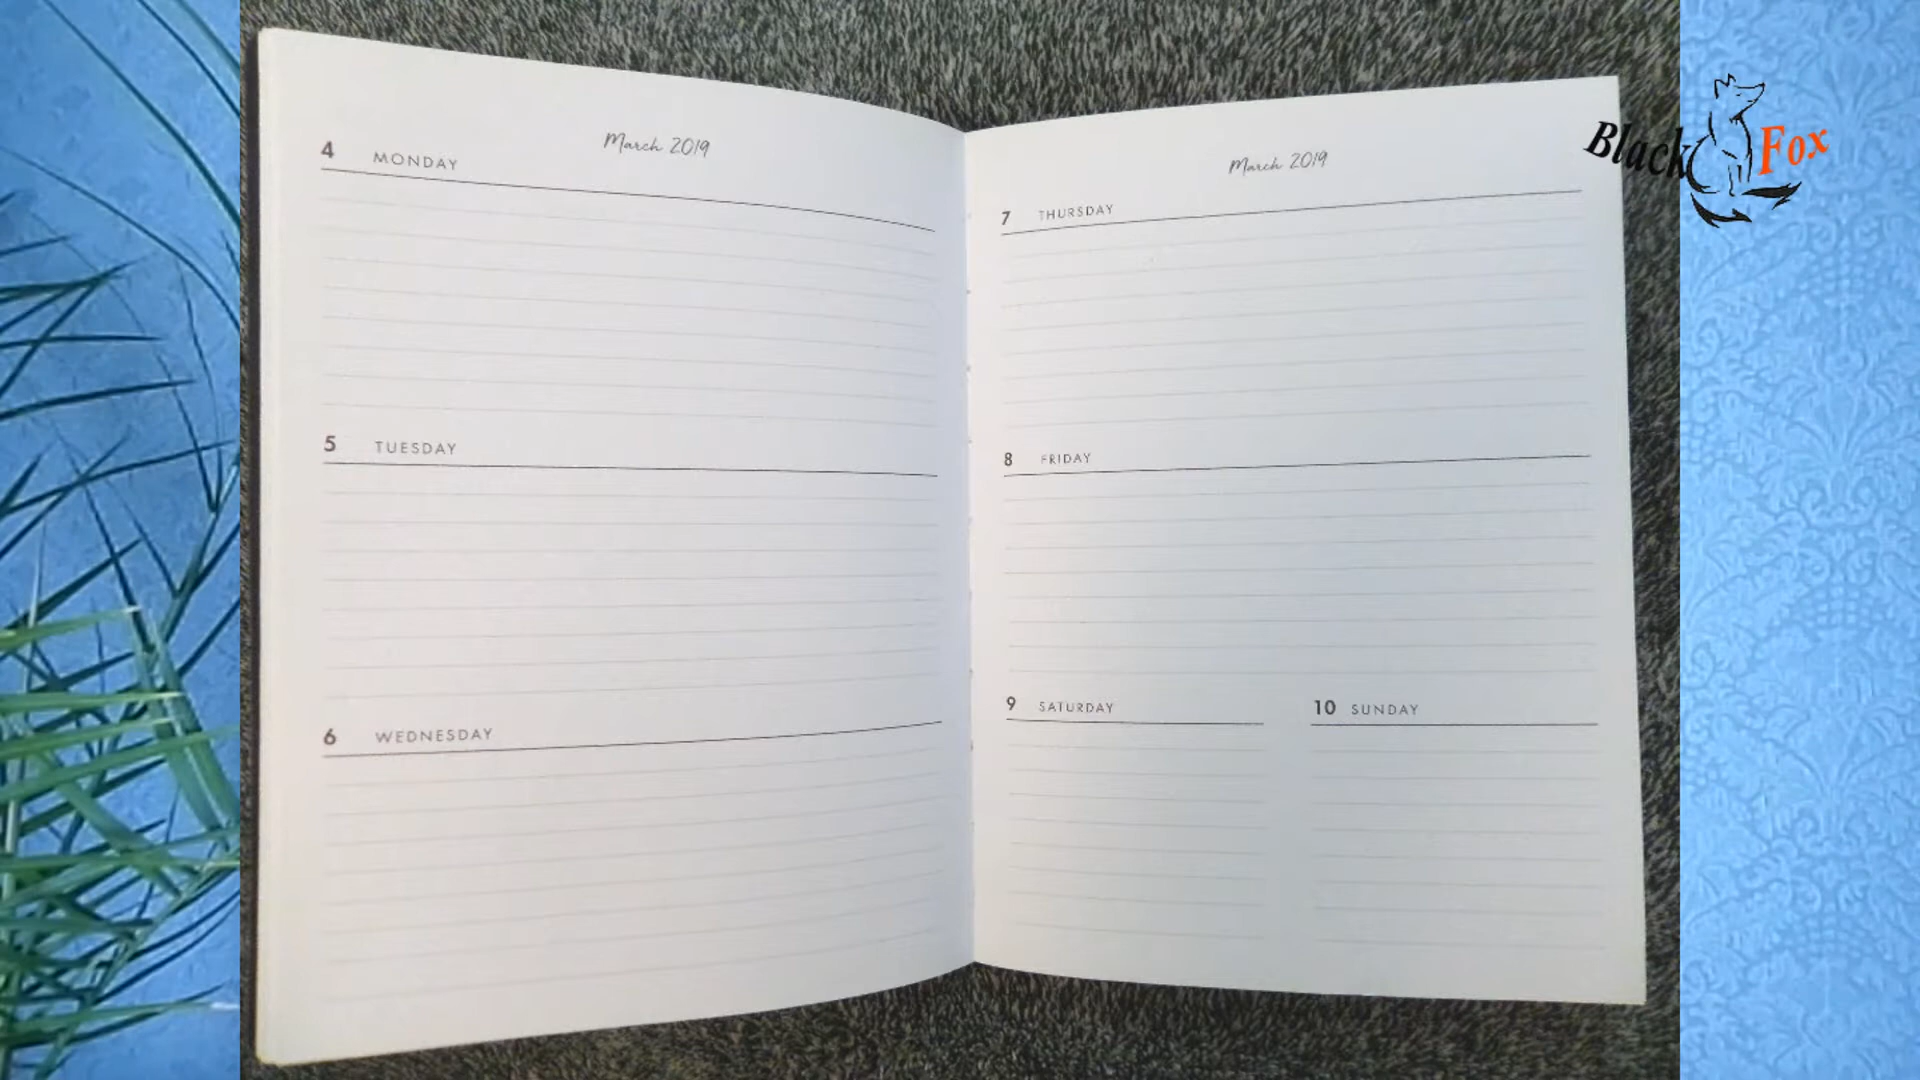 March 2019
4 MONDAY
5 TUESDAY
6 WEDNESDAY
March 2019
7 THURSDAY
8 FRIDAY
9 SATURDAY
10 SUNDAY
Black Fox